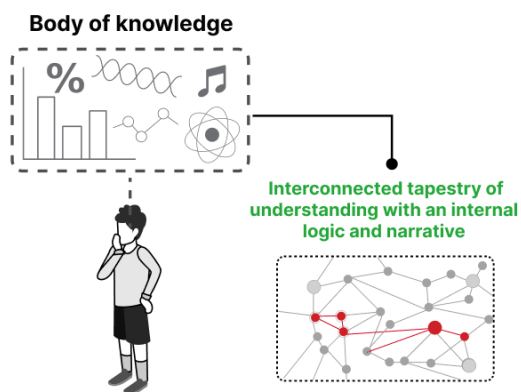 Body of knowledge
%
Interconnected tapestry of
understanding with an internal
logic and narrative